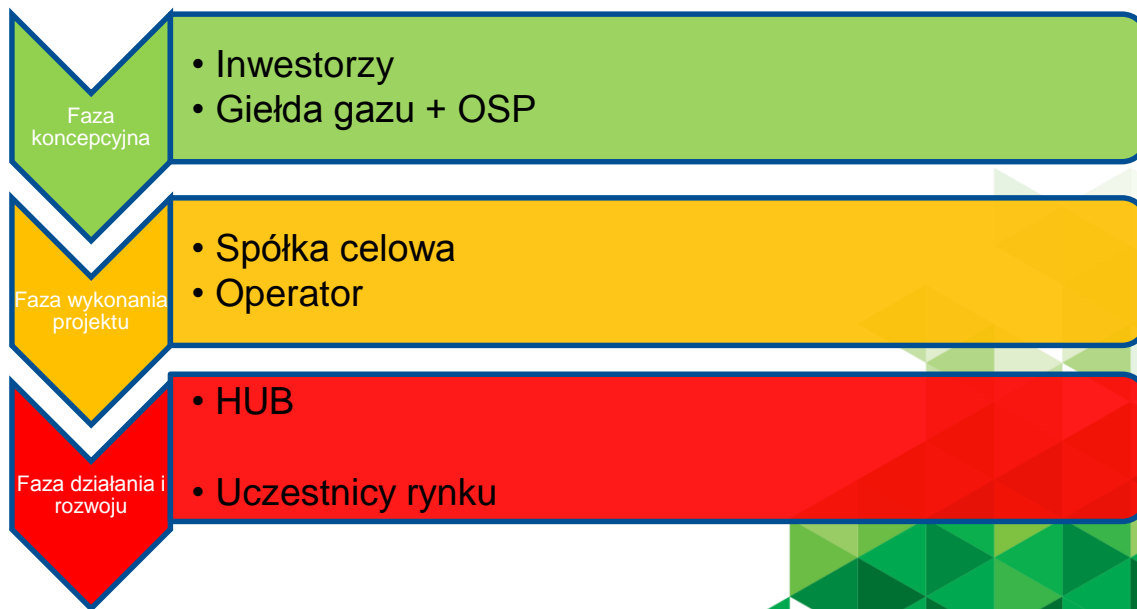 Faza
koncepcyjna
• Inwestorzy
• Giełda gazu + OSP
Faza wykonania
projektu
• Spółka celowa
• Operator
Faza działania i
rozwoju
• HUB
• Uczestnicy rynku